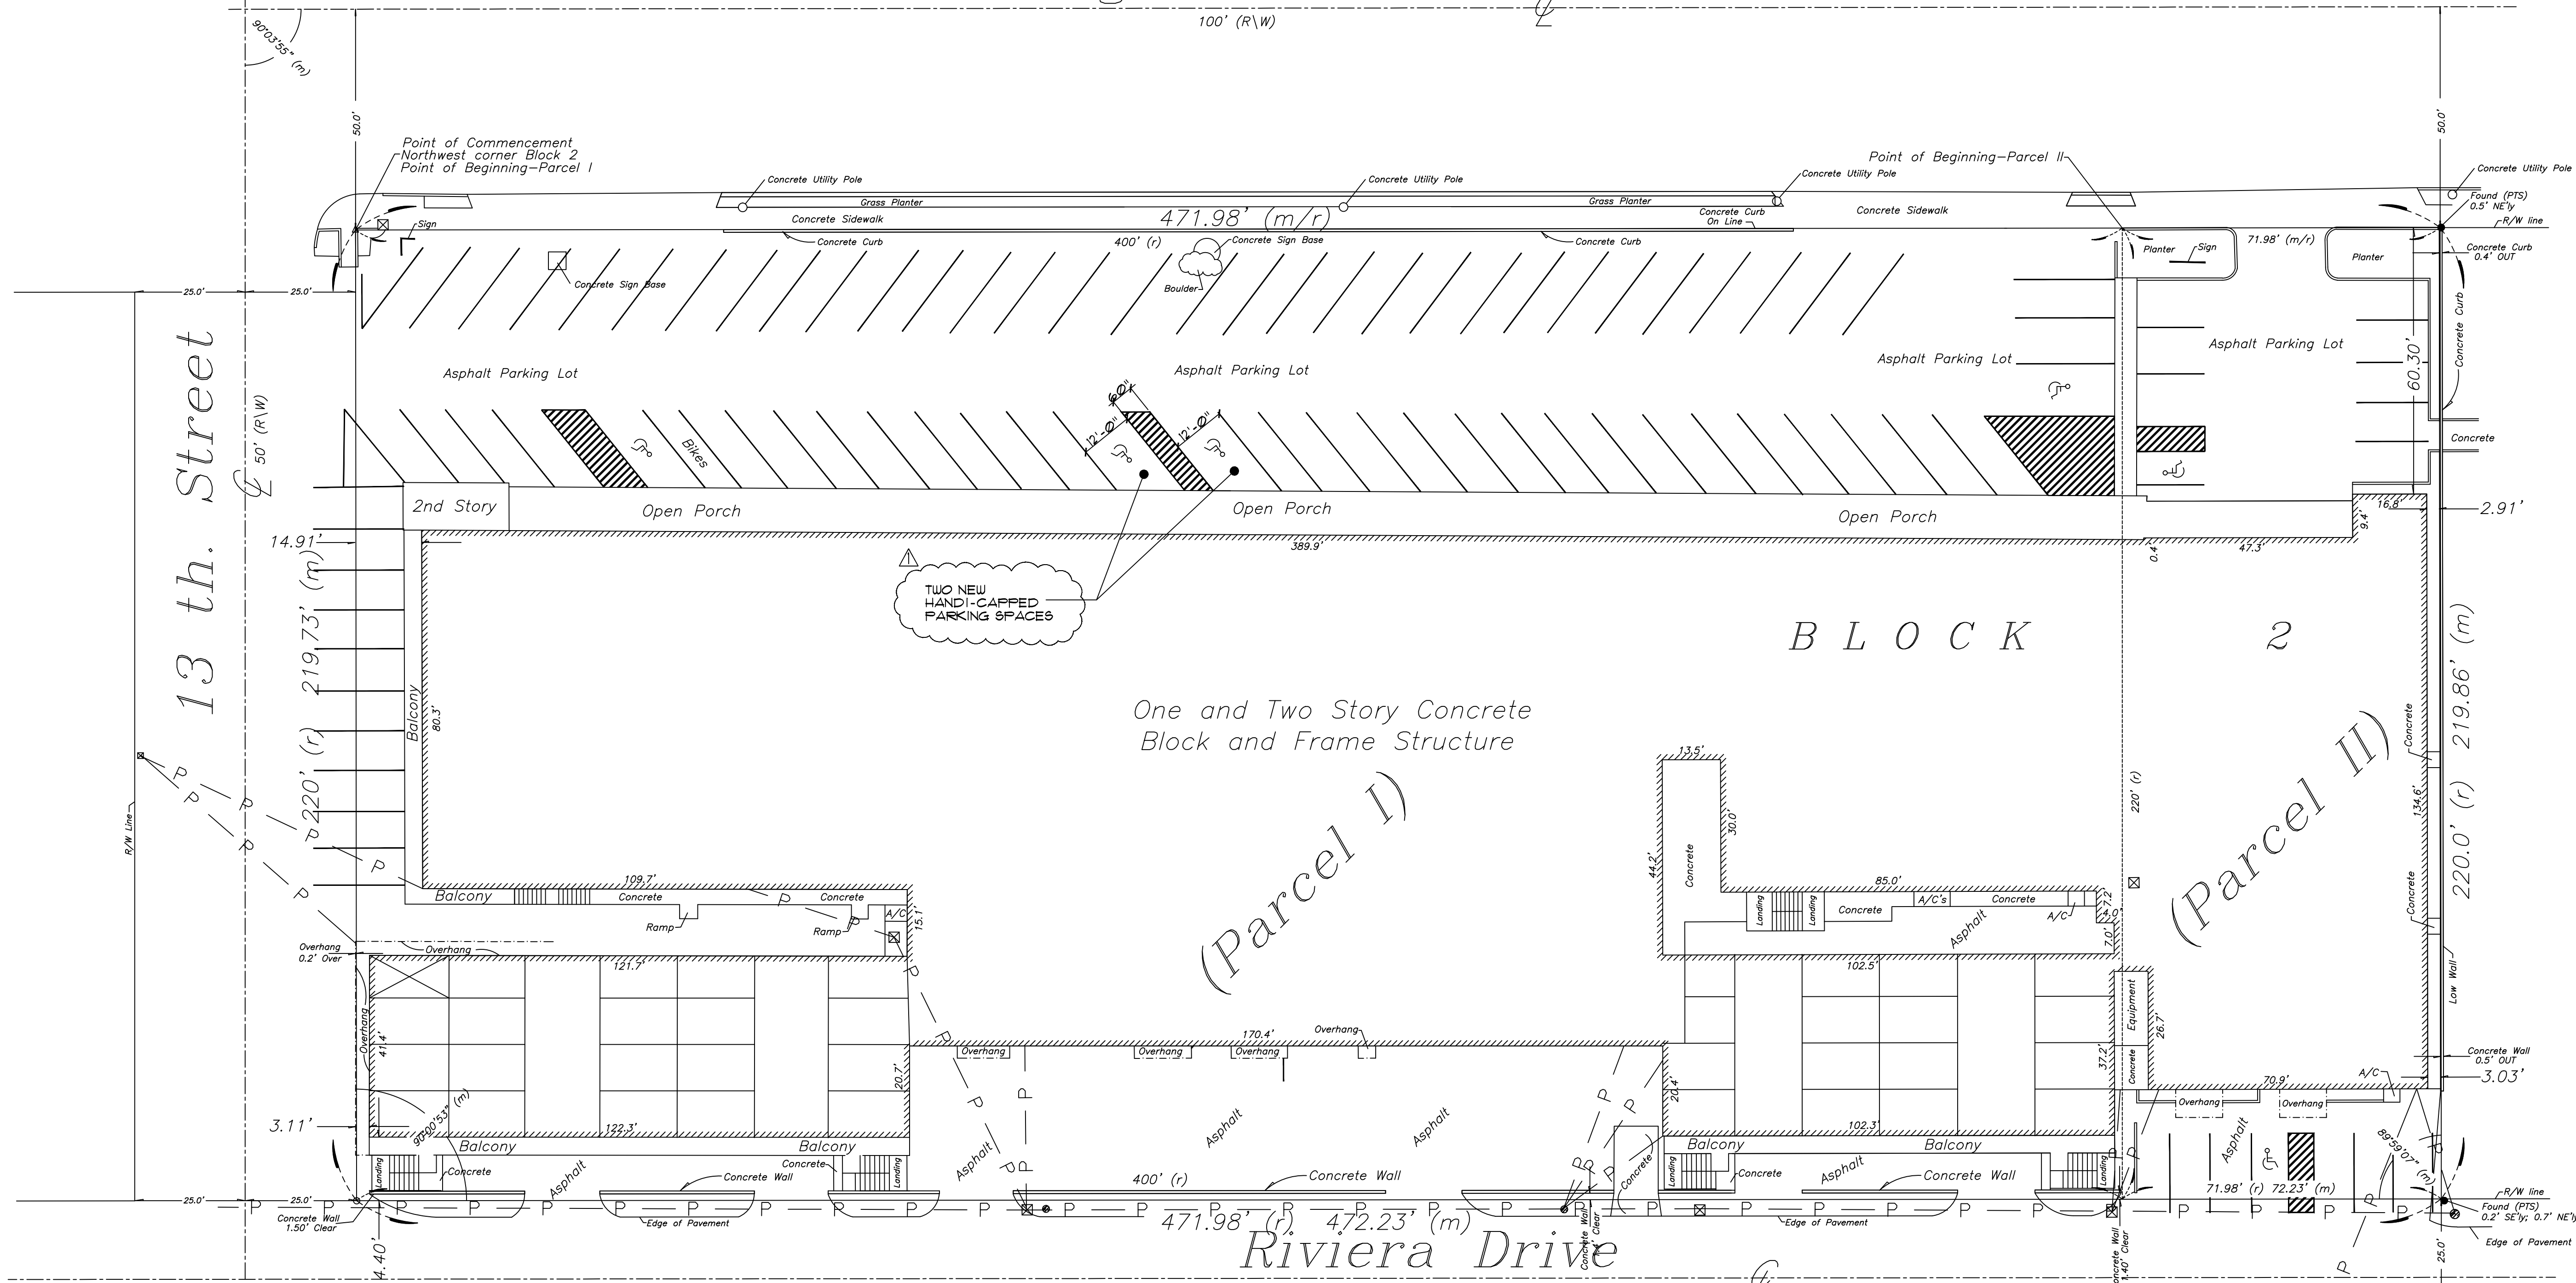 100' (R\W)
90°03'55" (m)
50.0'
50.0'
Point of Commencement
Northwest corner Block 2
Point of Beginning-Parcel I
Point of Beginning-Parcel II
Concrete Utility Pole
Concrete Utility Pole
Concrete Utility Pole
Concrete Utility Pole
Found (PTS)
0.5' NE'ly
R/W line
Grass Planter
Grass Planter
Concrete Sidewalk
471.98' (m/r)
Concrete Curb
On Line
Concrete Sidewalk
Sign
Concrete Curb
400' (r)
Concrete Sign Base
Concrete Curb
Planter
Sign
71.98' (m/r)
Planter
Concrete Curb
0.4' OUT
Concrete Sign Base
Boulder
25.0'
25.0'
Concrete Curb
13 th. Street
50' (R\W)
Asphalt Parking Lot
Asphalt Parking Lot
Asphalt Parking Lot
Asphalt Parking Lot
60.30'
6'-0"
12'-0"
12'-0"
Bikes
Concrete
2nd Story
Open Porch
Open Porch
Open Porch
16.8'
9.4'
2.91'
14.91'
389.9'
0.4'
47.3'
1
TWO NEW
HANDI-CAPPED
PARKING SPACES
BLOCK 2
220' (r) 219.73' (m)
Balcony
80.3'
One and Two Story Concrete
Block and Frame Structure
13.5'
30.0'
44.2'
Concrete
(Parcel I)
(Parcel II)
220' (r)
Concrete
134.6'
220.0' (r) 219.86' (m)
Concrete
Low Wall
R/W Line
P P P P P P P
109.7'
Balcony
Concrete
Concrete
A/C
15.1'
Ramp
Ramp
85.0'
Landing
Landing
Concrete
A/C's
Concrete
A/C
7.2'
4.0'
7.0'
Asphalt
Overhang
0.2' Over
Overhang
121.7'
102.5'
Overhang
41.4'
Equipment
26.7'
Concrete
37.2'
170.4'
Overhang
Overhang
Overhang
Overhang
20.7'
20.4'
Concrete Wall
0.5' OUT
3.03'
A/C
70.9'
Overhang
Overhang
3.11'
90°00'53" (m)
122.3'
Balcony
Balcony
102.3'
Balcony
Balcony
Asphalt
Asphalt
Asphalt
Asphalt
89°59'07" (m)
Landing
Concrete
Asphalt
Concrete
Landing
Concrete Wall
Concrete Wall
400' (r)
Concrete
Landing
Concrete
Asphalt
Concrete Wall
Landing
71.98' (r) 72.23' (m)
25.0'
25.0'
R/W line
P P P P P P P P P P P P
Concrete Wall
1.50' Clear
Edge of Pavement
471.98' (r) 472.23' (m)
Concrete Wall
Edge of Pavement
Concrete Wall
1.40' Clear
Found (PTS)
0.2' SE'ly; 0.7' NE'ly
Edge of Pavement
25.0'
4.40'
Riviera Drive